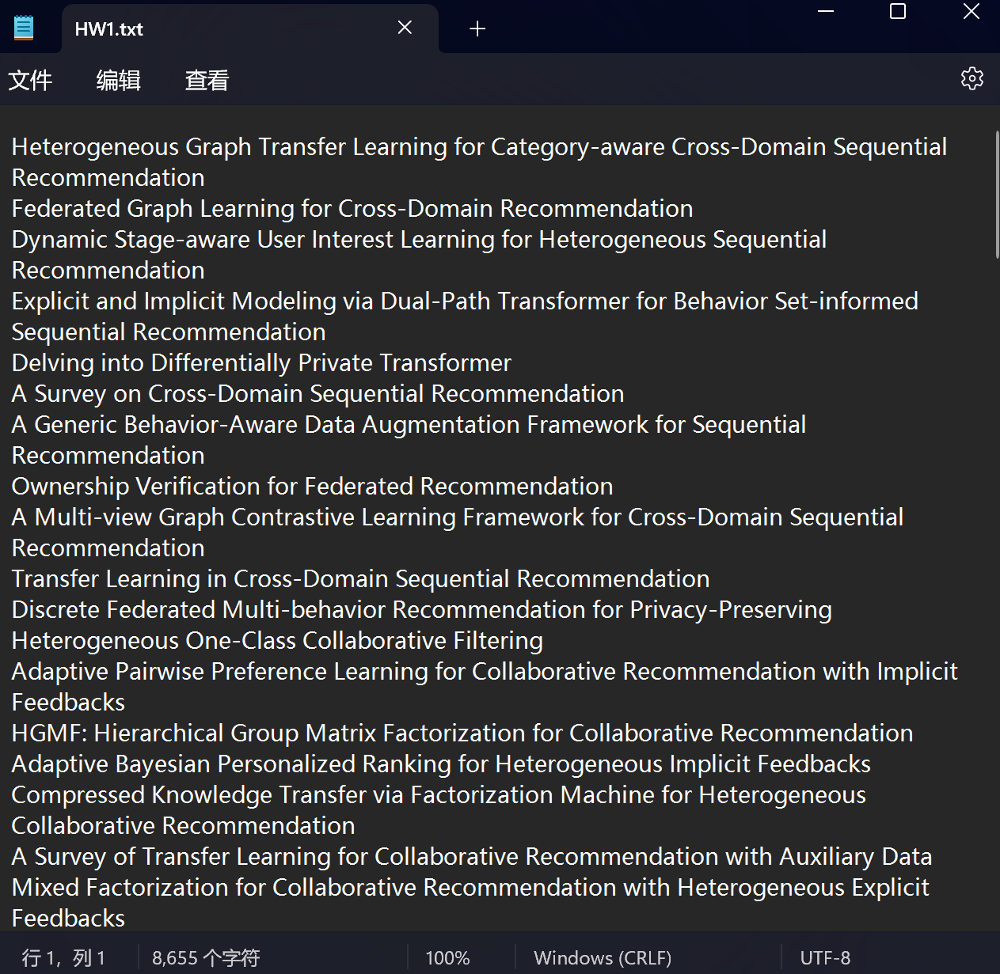 HW1.txt
文件 编辑 查看
Heterogeneous Graph Transfer Learning for Category-aware Cross-Domain Sequential
Recommendation
Federated Graph Learning for Cross-Domain Recommendation
Dynamic Stage-aware User Interest Learning for Heterogeneous Sequential
Recommendation
Explicit and Implicit Modeling via Dual-Path Transformer for Behavior Set-informed
Sequential Recommendation
Delving into Differentially Private Transformer
A Survey on Cross-Domain Sequential Recommendation
A Generic Behavior-Aware Data Augmentation Framework for Sequential
Recommendation
Ownership Verification for Federated Recommendation
A Multi-view Graph Contrastive Learning Framework for Cross-Domain Sequential
Recommendation
Transfer Learning in Cross-Domain Sequential Recommendation
Discrete Federated Multi-behavior Recommendation for Privacy-Preserving
Heterogeneous One-Class Collaborative Filtering
Adaptive Pairwise Preference Learning for Collaborative Recommendation with Implicit
Feedbacks
HGMF: Hierarchical Group Matrix Factorization for Collaborative Recommendation
Adaptive Bayesian Personalized Ranking for Heterogeneous Implicit Feedbacks
Compressed Knowledge Transfer via Factorization Machine for Heterogeneous
Collaborative Recommendation
A Survey of Transfer Learning for Collaborative Recommendation with Auxiliary Data
Mixed Factorization for Collaborative Recommendation with Heterogeneous Explicit
Feedbacks
行 1，列 1 8,655 个字符 100% Windows (CRLF) UTF-8